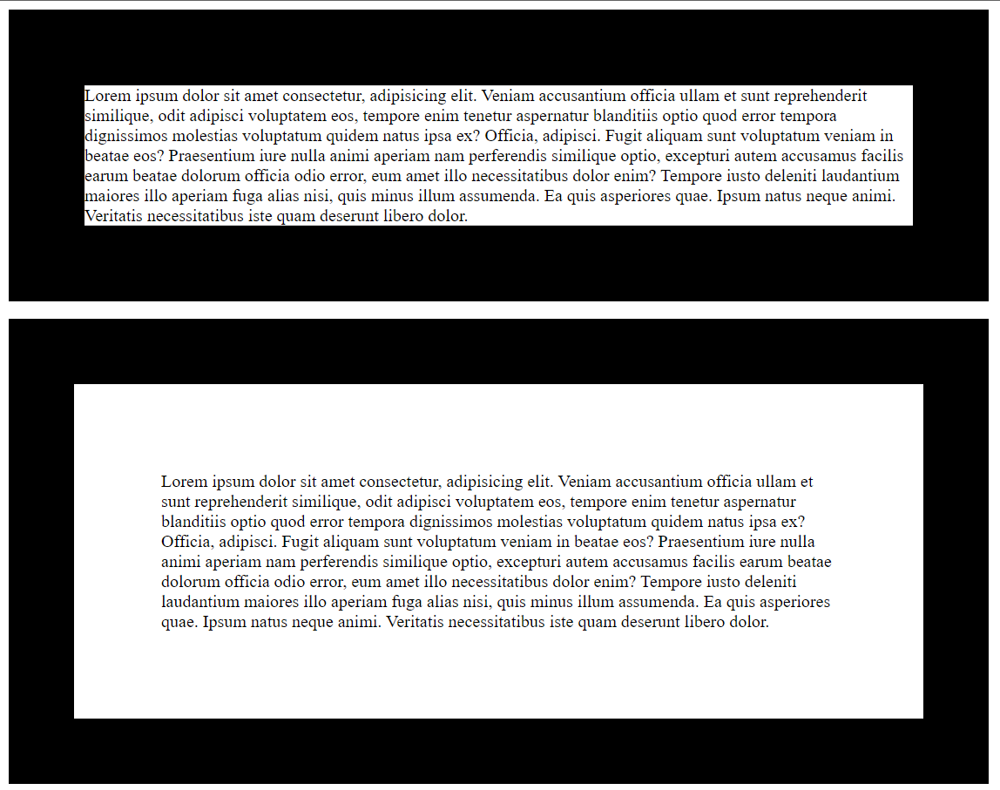 Lorem ipsum dolor sit amet consectetur, adipisicing elit. Veniam accusantium officia ullam et sunt reprehenderit
similique, odit adipisci voluptatem eos, tempore enim tenetur aspernatur blanditiis optio quod error tempora
dignissimos molestias voluptatum quidem natus ipsa ex? Officia, adipisci. Fugit aliquam sunt voluptatum veniam in
beatae eos? Praesentium iure nulla animi aperiam nam perferendis similique optio, excepturi autem accusamus facilis
earum beatae dolorum officia odio error, eum amet illo necessitatibus dolor enim? Tempore iusto deleniti laudantium
maiores illo aperiam fuga alias nisi, quis minus illum assumenda. Ea quis asperiores quae. Ipsum natus neque animi.
Veritatis necessitatibus iste quam deserunt libero dolor.
Lorem ipsum dolor sit amet consectetur, adipisicing elit. Veniam accusantium officia ullam et
sunt reprehenderit similique, odit adipisci voluptatem eos, tempore enim tenetur aspernatur
blanditiis optio quod error tempora dignissimos molestias voluptatum quidem natus ipsa ex?
Officia, adipisci. Fugit aliquam sunt voluptatum veniam in beatae eos? Praesentium iure nulla
animi aperiam nam perferendis similique optio, excepturi autem accusamus facilis earum beatae
dolorum officia odio error, eum amet illo necessitatibus dolor enim? Tempore iusto deleniti
laudantium maiores illo aperiam fuga alias nisi, quis minus illum assumenda. Ea quis asperiores
quae. Ipsum natus neque animi. Veritatis necessitatibus iste quam deserunt libero dolor.